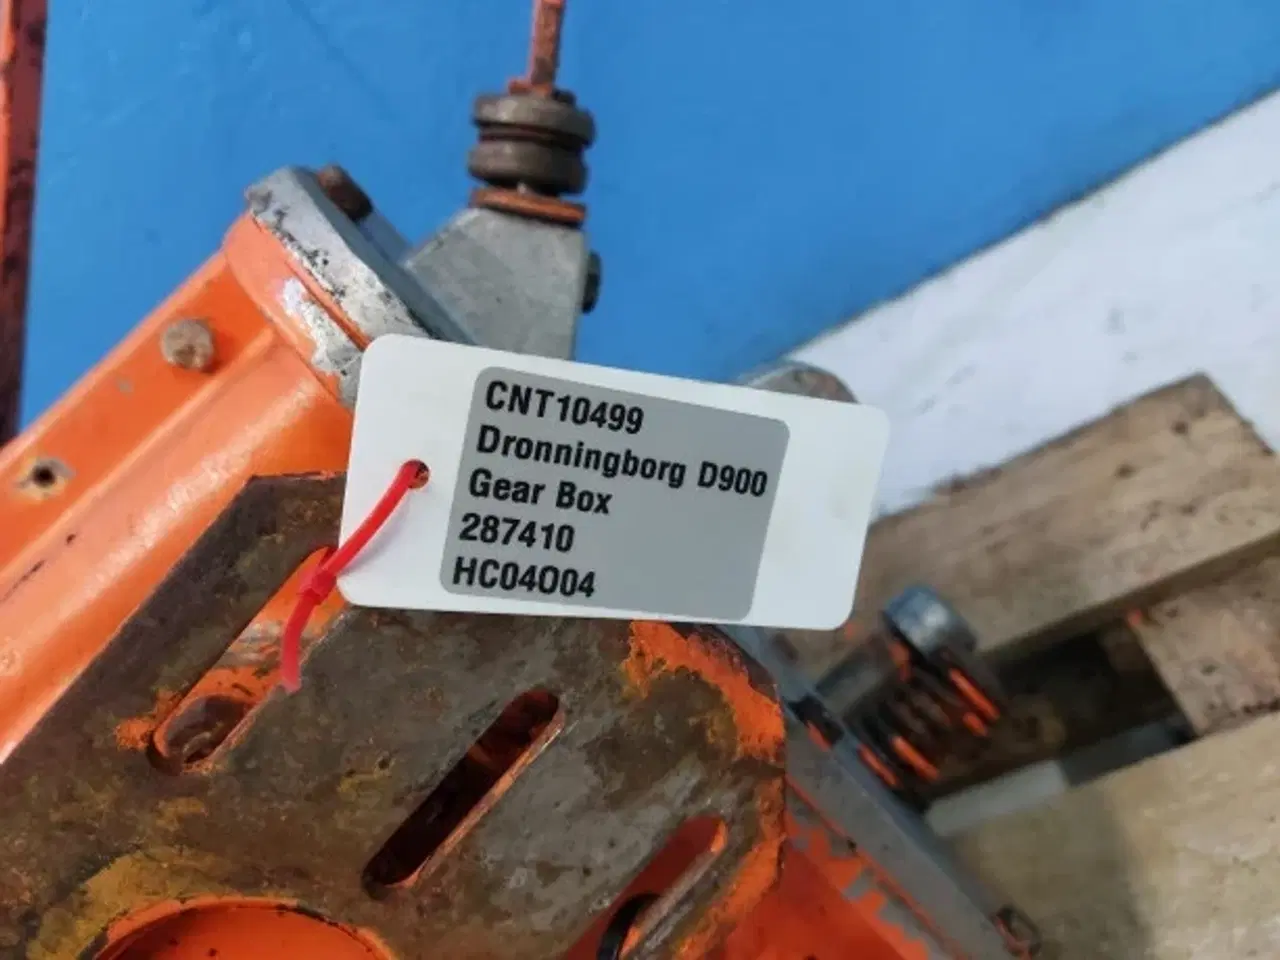 CNT10499
Dronningborg D900
Gear Box
287410
HC04O04